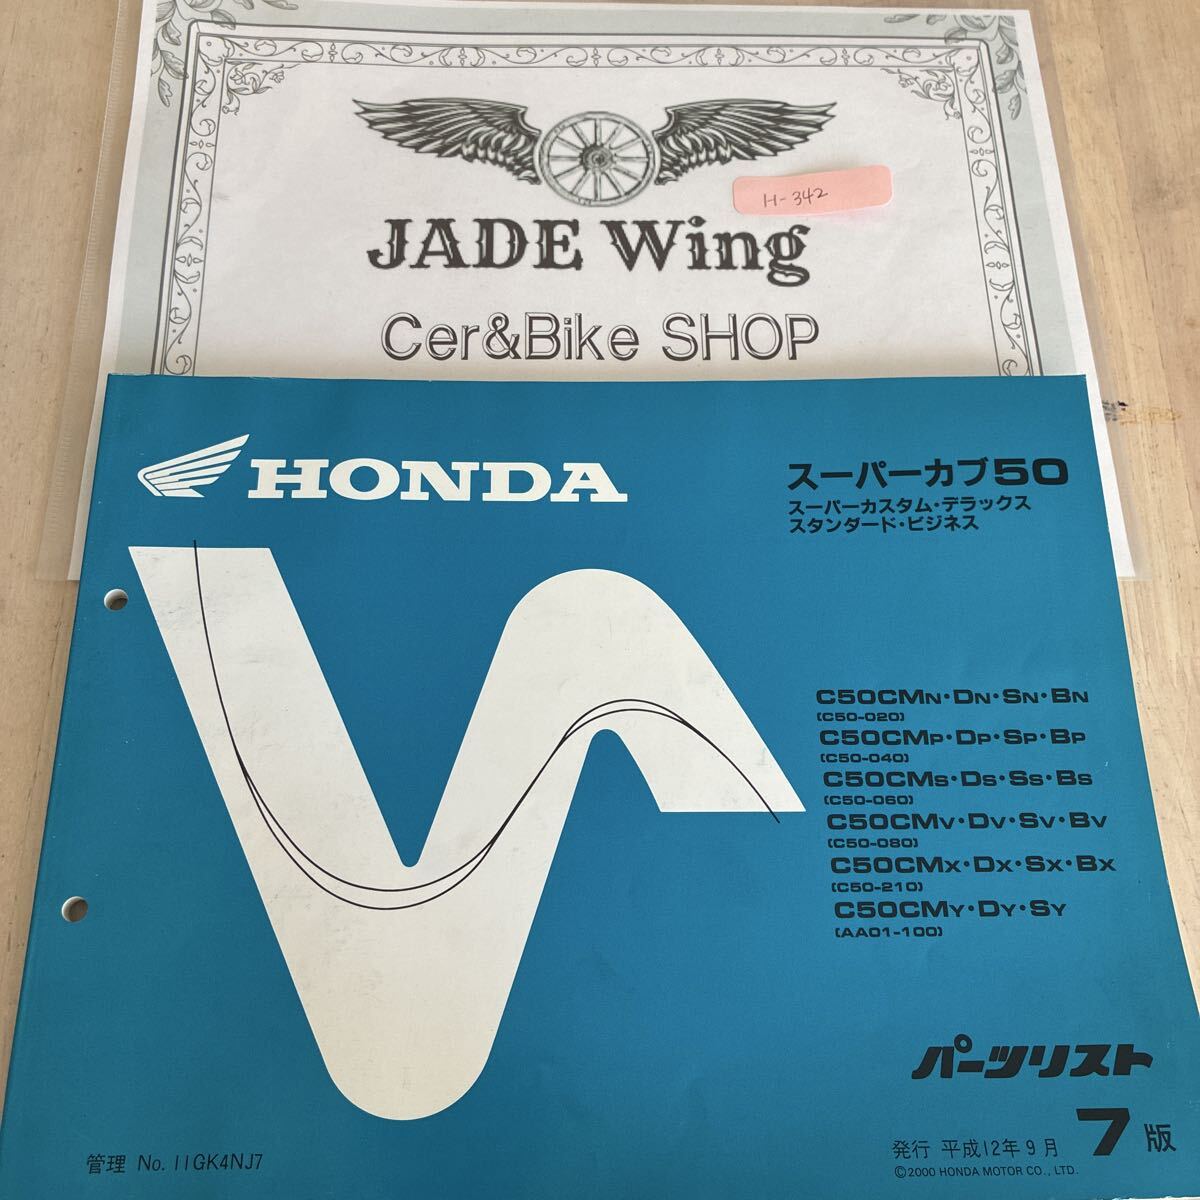 H-342
JADE Wing
Cer&Bike SHOP
HONDA
スーパーカブ50
スーパーカスタム・デラックス
スタンダード・ビジネス
C50CMN・DN・SN・BN
(C50-020)
C50CMP・DP・SP・BP
(C50-040)
C50CMS・DS・SS・BS
(C50-060)
C50CMV・DV・SV・BV
(C50-080)
C50CMX・DX・SX・BX
(C50-210)
C50CMY・DY・SY
(AA01-100)
パーツリスト
7版
管理 No. 11GK4NJ7
発行 平成12年9月
©2000 HONDA MOTOR CO., LTD.